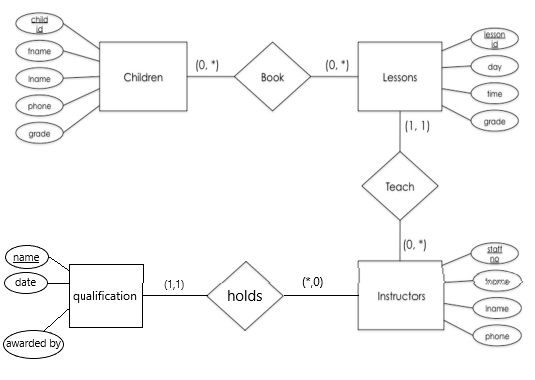 child
id
fname
lname
phone
grade
Children
(0, *)
Book
(0, *)
Lessons
lesson
id
day
time
grade
(1, 1)
Teach
(0, *)
name
date
awarded by
qualification
(1,1)
holds
(*,0)
Instructors
staff
no
fname
lname
phone